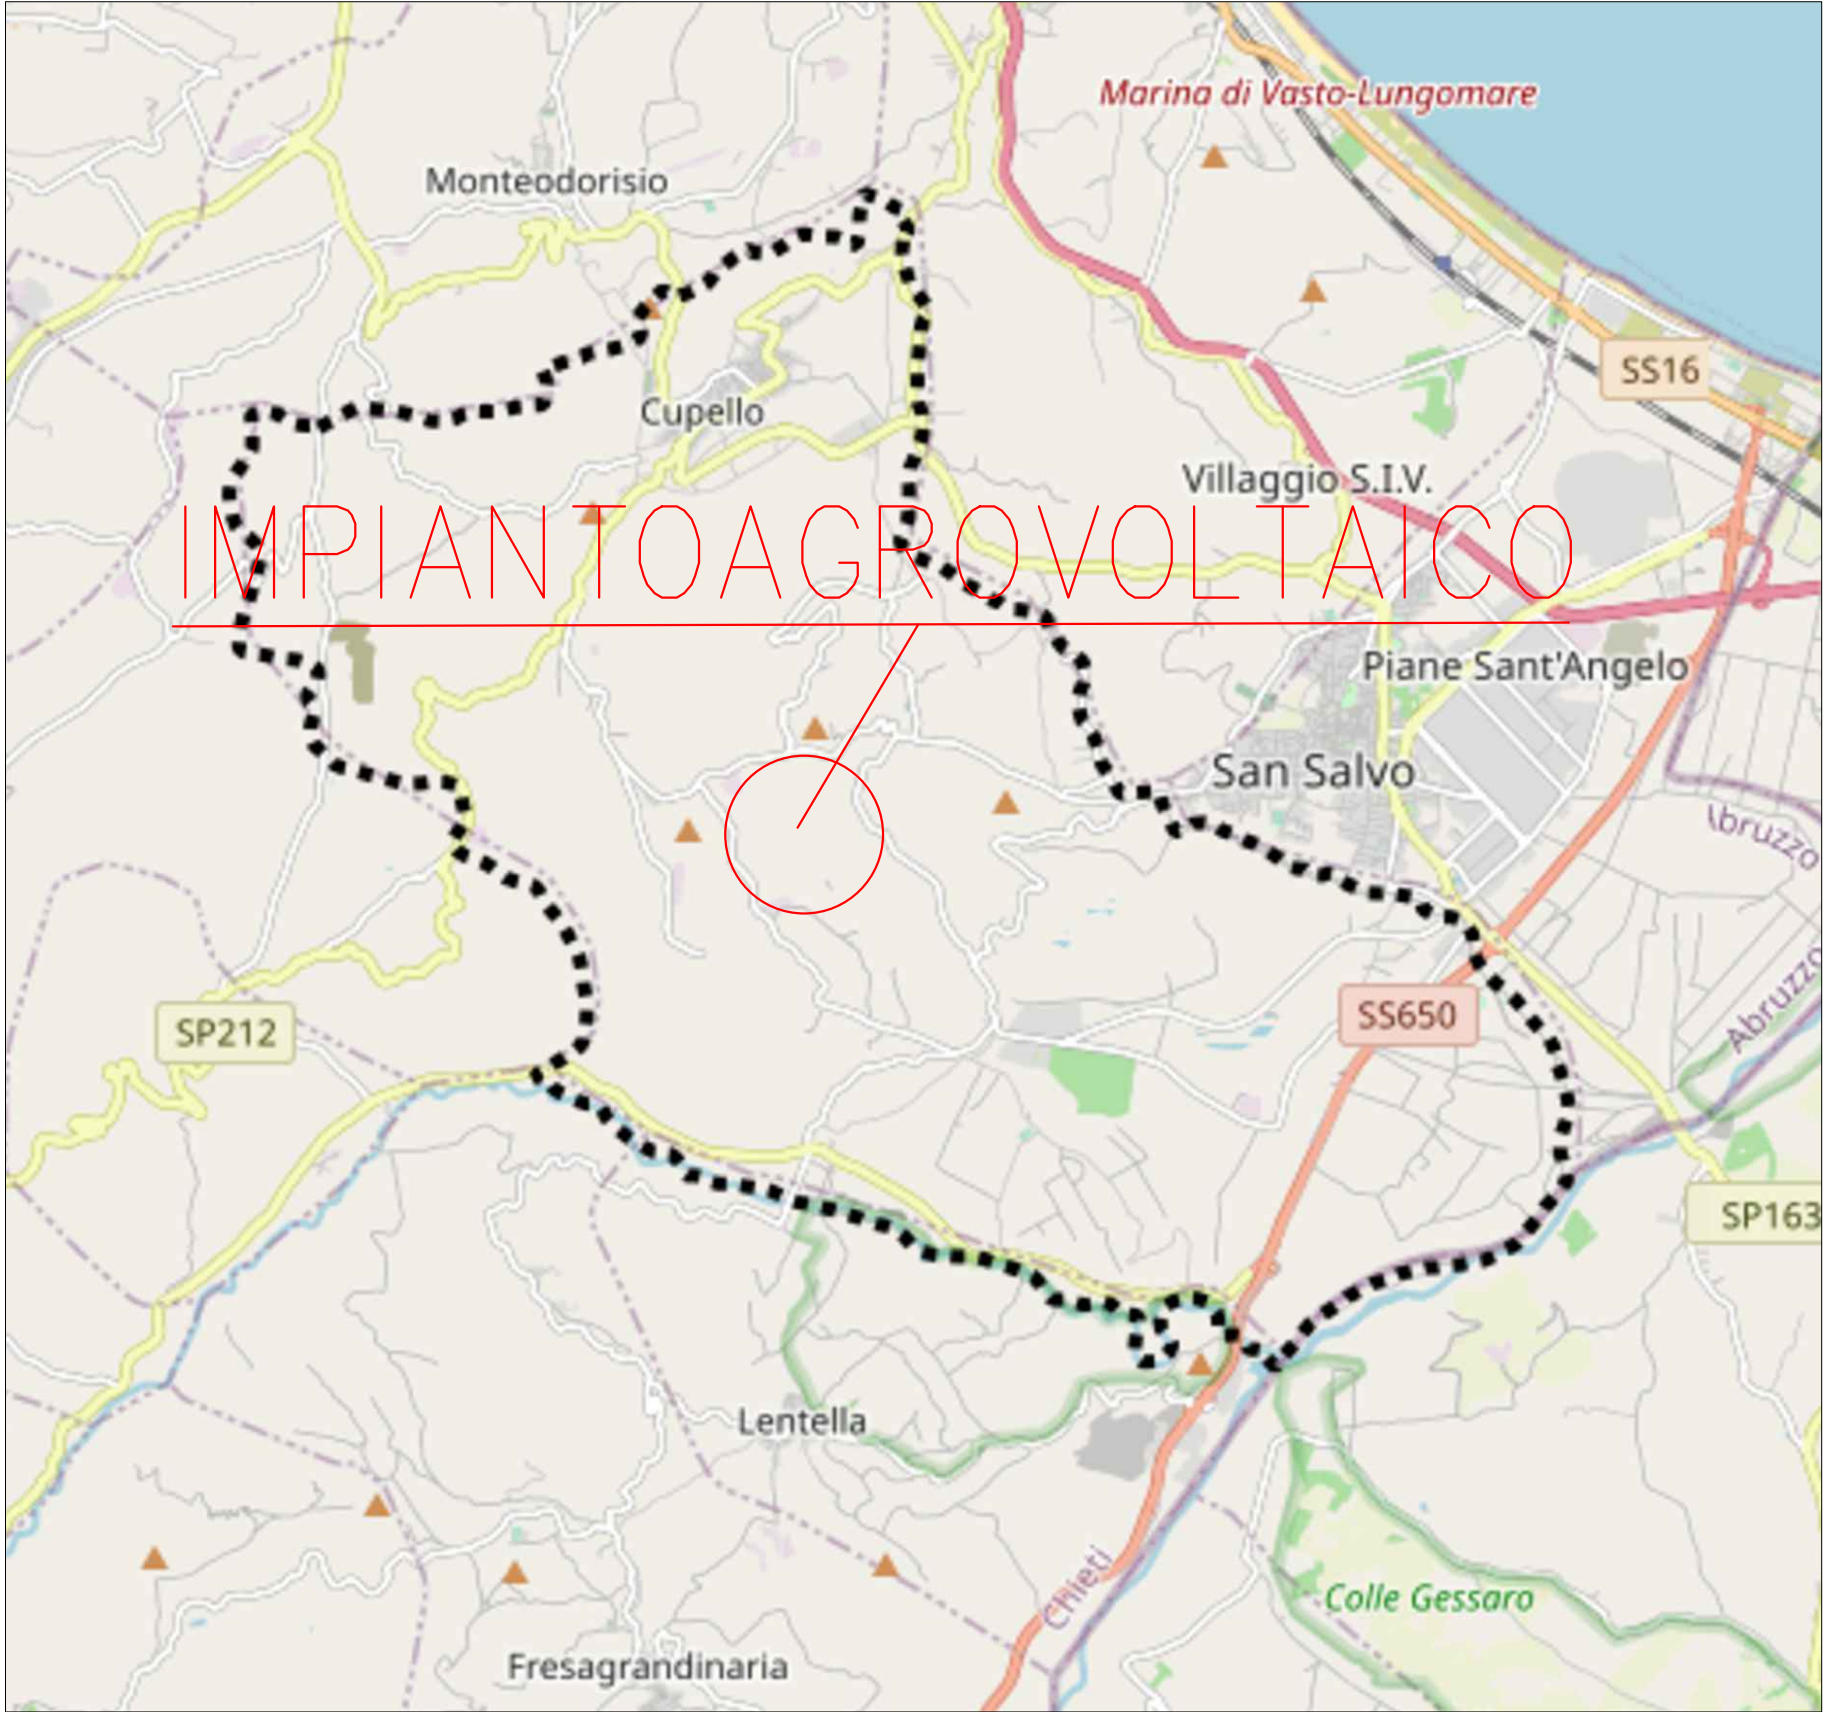 Marina di Vasto-Lungomare
Monteodorisio
SS16
Cupello
Villaggio S.I.V.
IMPIANTOAGROVOLTAICO
Piane Sant'Angelo
San Salvo
bruzzo
Abruzzo
SS650
SP212
SP163
Lentella
Chieti
Colle Gessaro
Fresagrandinaria